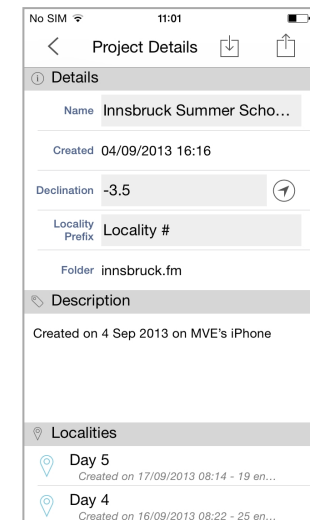 No SIM 11:01
Project Details
Details
Name Innsbruck Summer Scho...
Created 04/09/2013 16:16
Declination -3.5
Locality
Prefix Locality #
Folder innsbruck.fm
Description
Created on 4 Sep 2013 on MVE's iPhone
Localities
Day 5
Created on 17/09/2013 08:14 - 19 en...
Day 4
Created on 16/09/2013 08:22 - 25 en...